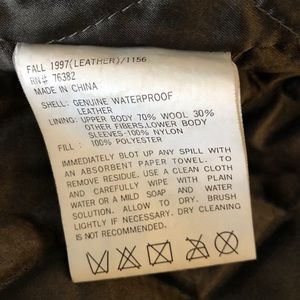 FALL 1997(LEATHER)/1156
RN# 76382
MADE IN CHINA
SHELL: GENUINE WATERPROOF
LEATHER
LINING: UPPER BODY 70% WOOL 30%
OTHER FIBERS,LOWER BODY
SLEEVES-100% NYLON
FILL : 100% POLYESTER
IMMEDIATELY BLOT UP ANY SPILL WITH
AN ABSORBENT PAPER TOWEL. TO
REMOVE RESIDUE. USE A CLEAN CLOTH
AND CAREFULLY WIPE WITH PLAIN
WATER OR A MILD SOAP AND WATER
SOLUTION. ALLOW TO DRY. BRUSH
LIGHTLY IF NECESSARY. DRY CLEANING
IS NOT RECOMMENDED.